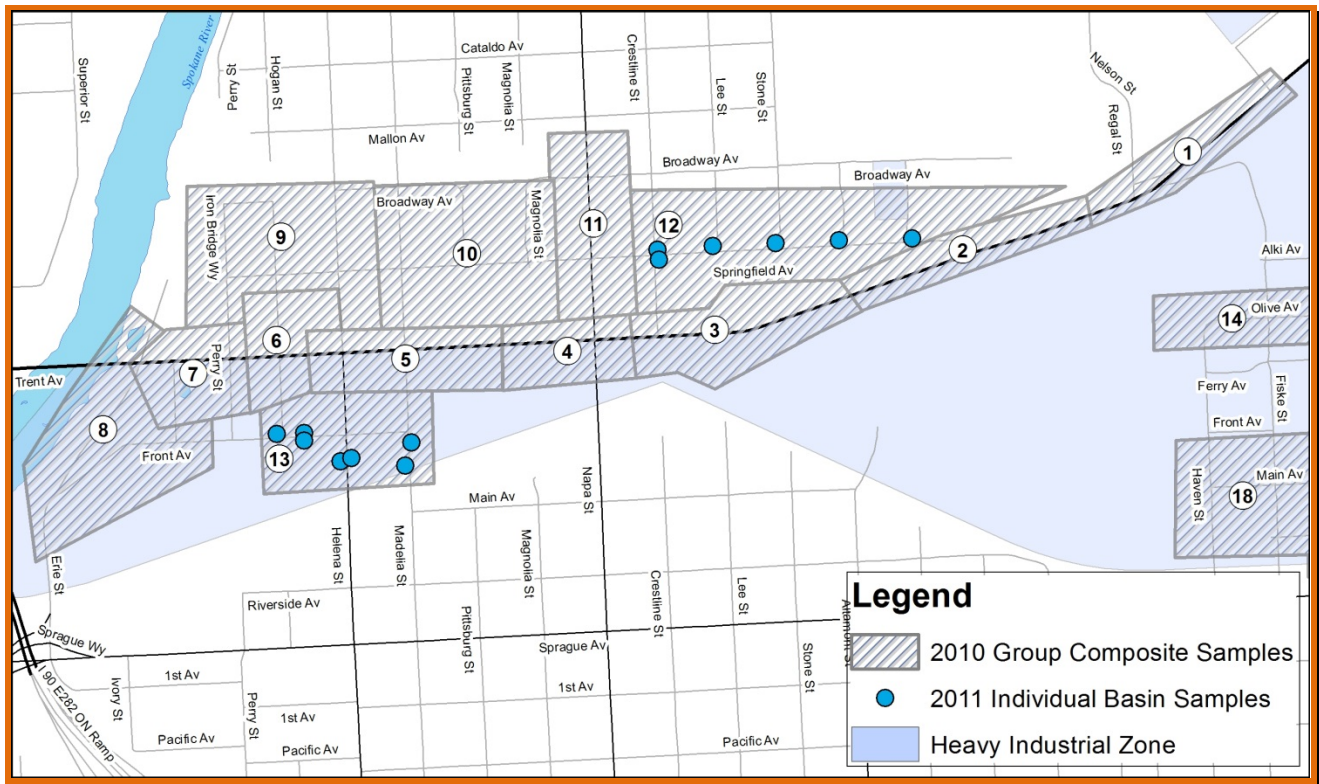 Cataldo Av
Superior St
Spokane River
Perry St
Hogan St
Pittsburg St
Magnolia St
Crestline St
Lee St
Stone St
Nelson St
Regal St
Mallon Av
Broadway Av
Broadway Av
Broadway Av
Iron Bridge Wy
Magnolia St
1
9
10
11
12
2
Springfield Av
Alki Av
Olive Av
14
3
6
5
4
7
Perry St
Trent Av
Ferry Av
Fiske St
8
Front Av
13
Front Av
Main Av
Haven St
18
Main Av
Napa St
Helena St
Madelia St
Magnolia St
Pittsburg St
Crestline St
Lee St
Stone St
Altamont St
Erie St
Riverside Av
Sprague Wy
Sprague Av
I 90 E282 ON Ramp
Ivory St
1st Av
Perry St
1st Av
1st Av
Pacific Av
Pacific Av
Pacific Av
Legend
2010 Group Composite Samples
2011 Individual Basin Samples
Heavy Industrial Zone